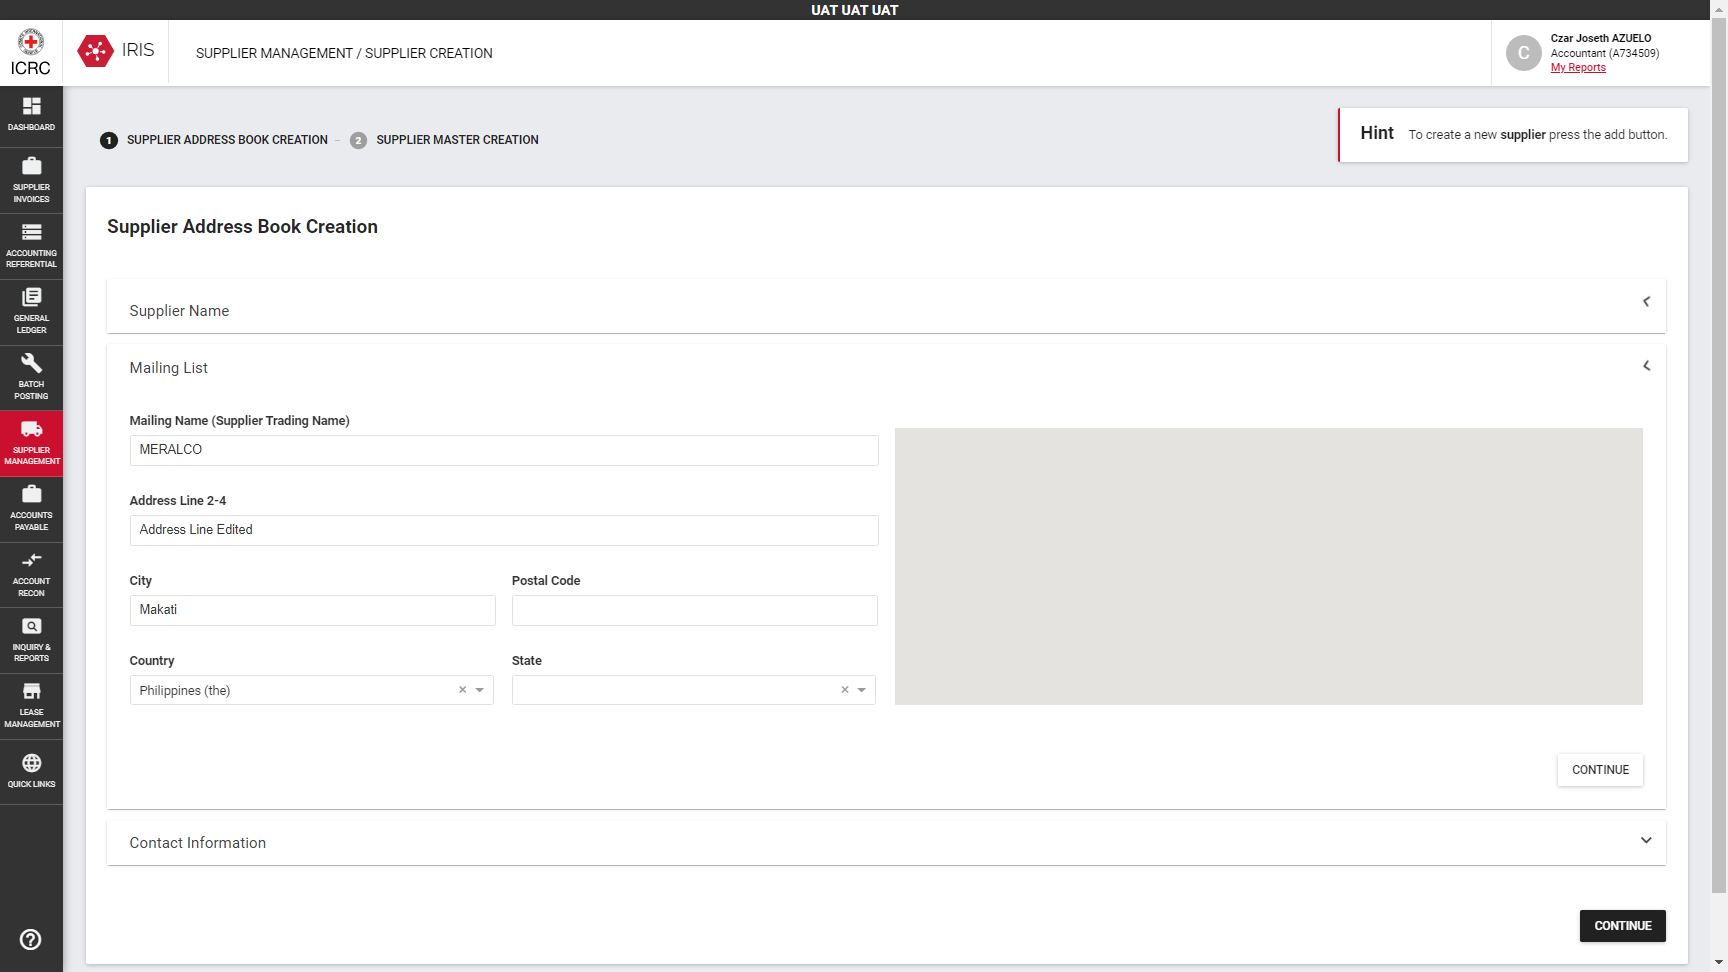 UAT UAT UAT
ICRC
IRIS
SUPPLIER MANAGEMENT / SUPPLIER CREATION
C
Czar Joseth AZUELO
Accountant (A734509)
My Reports
DASHBOARD
SUPPLIER
INVOICES
ACCOUNTING
REFERENTIAL
GENERAL
LEDGER
BATCH
POSTING
SUPPLIER
MANAGEMENT
ACCOUNTS
PAYABLE
ACCOUNT
RECON
INQUIRY &
REPORTS
LEASE
MANAGEMENT
QUICK LINKS
1 SUPPLIER ADDRESS BOOK CREATION – 2 SUPPLIER MASTER CREATION
Hint To create a new supplier press the add button.
Supplier Address Book Creation
Supplier Name
Mailing List
Mailing Name (Supplier Trading Name)
MERALCO
Address Line 2-4
Address Line Edited
City Postal Code
Makati
Country State
Philippines (the)
CONTINUE
Contact Information
CONTINUE